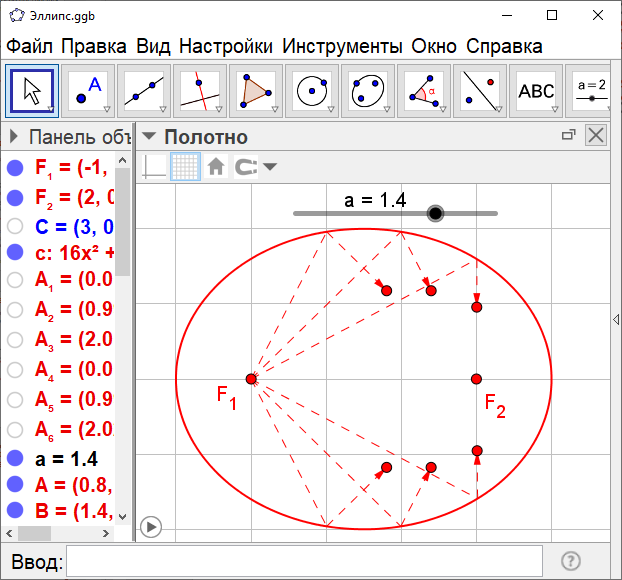 Эллипс.ggb
Файл Правка Вид Настройки Инструменты Окно Справка
A
α
ABC
a = 2
Панель объ
Полотно
F1 = (-1,
F2 = (2, 0
C = (3, 0
c: 16x² +
A1 = (0.0
A2 = (0.9
A3 = (2.0
A4 = (0.0
A5 = (0.9
A6 = (2.0
a = 1.4
A = (0.8,
B = (1.4,
a = 1.4
F1
F2
Ввод:
?